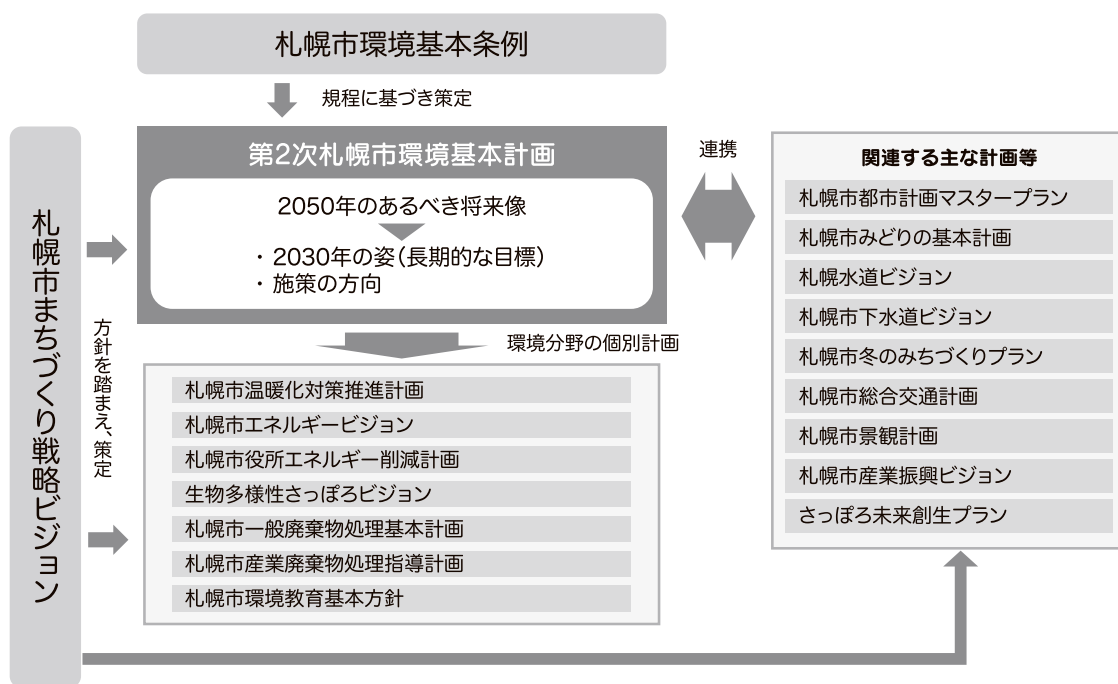 札幌市環境基本条例
規程に基づき策定
札幌市まちづくり戦略ビジョン
方針を踏まえ、策定
第2次札幌市環境基本計画
2050年のあるべき将来像
・ 2030年の姿(長期的な目標)
・ 施策の方向
環境分野の個別計画
札幌市温暖化対策推進計画
札幌市エネルギービジョン
札幌市役所エネルギー削減計画
生物多様性さっぽろビジョン
札幌市一般廃棄物処理基本計画
札幌市産業廃棄物処理指導計画
札幌市環境教育基本方針
連携
関連する主な計画等
札幌市都市計画マスタープラン
札幌市みどりの基本計画
札幌水道ビジョン
札幌市下水道ビジョン
札幌市冬のみちづくりプラン
札幌市総合交通計画
札幌市景観計画
札幌市産業振興ビジョン
さっぽろ未来創生プラン